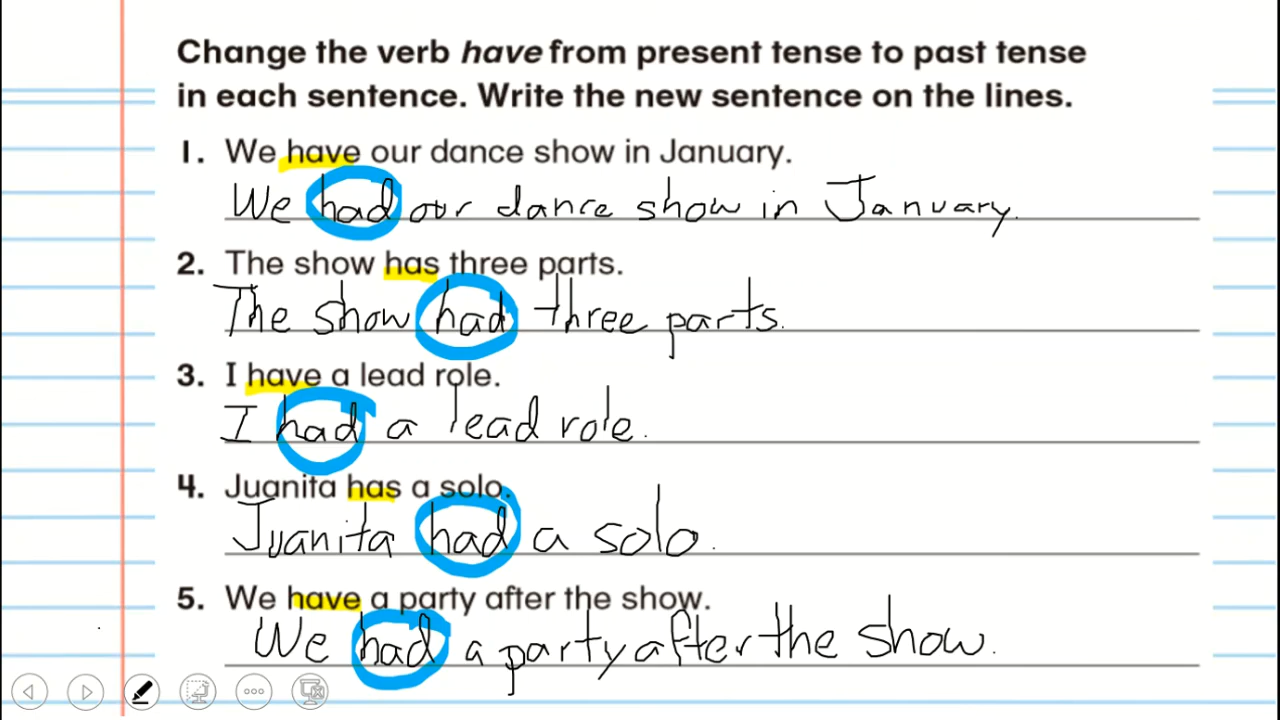 Change the verb have from present tense to past tense
in each sentence. Write the new sentence on the lines.
1. We have our dance show in January.
We had our dance show in January.
2. The show has three parts.
The show had three parts.
3. I have a lead role.
I had a lead role.
4. Juanita has a solo.
Juanita had a solo.
5. We have a party after the show.
We had a party after the show.